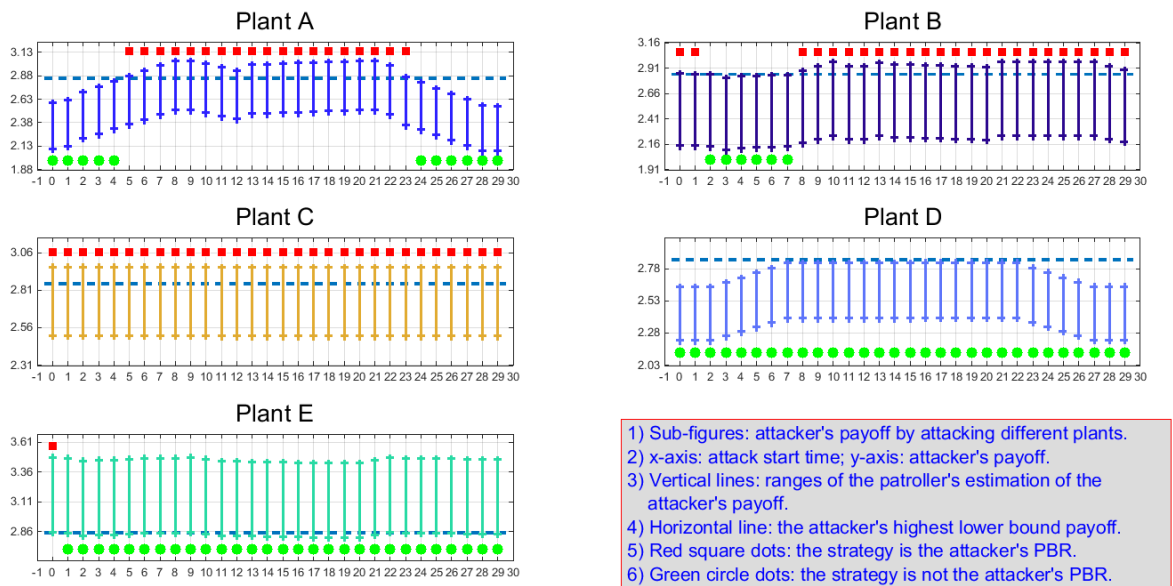 Plant A
3.13
2.88
2.63
2.38
2.13
1.88
-1 0 1 2 3 4 5 6 7 8 9 10 11 12 13 14 15 16 17 18 19 20 21 22 23 24 25 26 27 28 29 30
Plant B
3.16
2.91
2.66
2.41
2.16
1.91
-1 0 1 2 3 4 5 6 7 8 9 10 11 12 13 14 15 16 17 18 19 20 21 22 23 24 25 26 27 28 29 30
Plant C
3.06
2.81
2.56
2.31
-1 0 1 2 3 4 5 6 7 8 9 10 11 12 13 14 15 16 17 18 19 20 21 22 23 24 25 26 27 28 29 30
Plant D
2.78
2.53
2.28
2.03
-1 0 1 2 3 4 5 6 7 8 9 10 11 12 13 14 15 16 17 18 19 20 21 22 23 24 25 26 27 28 29 30
Plant E
3.61
3.46
3.11
2.86
-1 0 1 2 3 4 5 6 7 8 9 10 11 12 13 14 15 16 17 18 19 20 21 22 23 24 25 26 27 28 29 30
1) Sub-figures: attacker's payoff by attacking different plants.
2) x-axis: attack start time; y-axis: attacker's payoff.
3) Vertical lines: ranges of the patroller's estimation of the
attacker's payoff.
4) Horizontal line: the attacker's highest lower bound payoff.
5) Red square dots: the strategy is the attacker's PBR.
6) Green circle dots: the strategy is not the attacker's PBR.